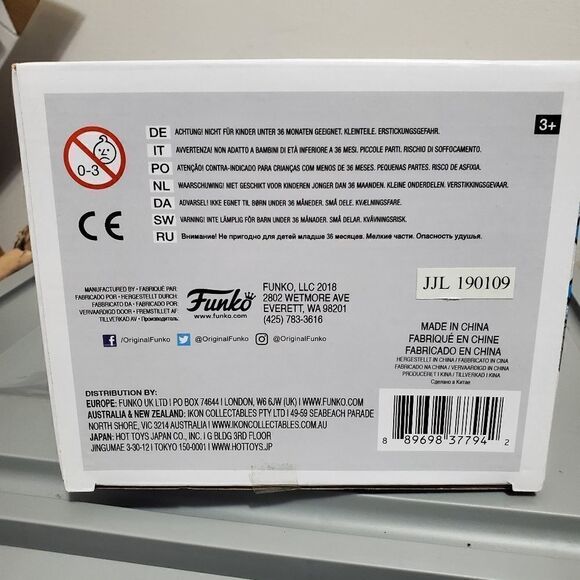 3+
0-3
DE ACHTUNG! NICHT FÜR KINDER UNTER 36 MONATEN GEEIGNET. KLEINTEILE. ERSTICKUNGSGEFAHR.
IT AVVERTENZA! NON ADATTO A BAMBINI DI ETÀ INFERIORE A 36 MESI. PICCOLE PARTI. RISCHIO DI SOFFOCAMENTO.
PO ATENÇÃO! CONTRA-INDICADO PARA CRIANÇAS COM MENOS DE 36 MESES. PEQUENAS PARTES. RISCO DE ASFIXIA.
NL WAARSCHUWING! NIET GESCHIKT VOOR KINDEREN JONGER DAN 36 MAANDEN. KLEINE ONDERDELEN. VERSTIKKINGSGEVAAR.
DA ADVARSEL! IKKE EGNET TIL BØRN UNDER 36 MÅNEDER. SMÅ DELE. KVÆLNINGSFARE.
SW VARNING! INTE LÄMPLIG FÖR BARN UNDER 36 MÅNADER. SMÅ DELAR. KVÄVNINGSRISK.
RU Внимание! Не пригодно для детей младше 36 месяцев. Мелкие части. Опасность удушья.
CE
MANUFACTURED BY • FABRIQUÉ PAR:
FABRICADO POR • HERGESTELLT DURCH:
FABBRICATO DA • FABRICADO POR:
VERVAARDIGD DOOR • FREMSTILLET AF:
TILLVERKAD AV • Производитель:
Funko
www.funko.com
FUNKO, LLC 2018
2802 WETMORE AVE
EVERETT, WA 98201
(425) 783-3616
JJL 190109
/OriginalFunko @OriginalFunko @OriginalFunko
MADE IN CHINA
FABRIQUÉ EN CHINE
FABRICADO EN CHINA
HERGESTELLT IN CHINA / FABBRICATO IN CINA
FABRICADO NA CHINA / VERVAARDIGD IN CHINA
PRODUCERET I KINA / TILLVERKAD I KINA
Сделано в Китае
DISTRIBUTION BY:
EUROPE: FUNKO UK LTD I PO BOX 74644 I LONDON, W6 6JW (UK) I WWW.FUNKO.COM
AUSTRALIA & NEW ZEALAND: IKON COLLECTABLES PTY LTD I 49-59 SEABEACH PARADE
NORTH SHORE, VIC 3214 AUSTRALIA I WWW.IKONCOLLECTABLES.COM.AU
JAPAN: HOT TOYS JAPAN CO., INC. I G BLDG 3RD FLOOR
JINGUMAE 3-30-12 I TOKYO 150-0001 I WWW.HOTTOYS.JP
8 89698 37794 2